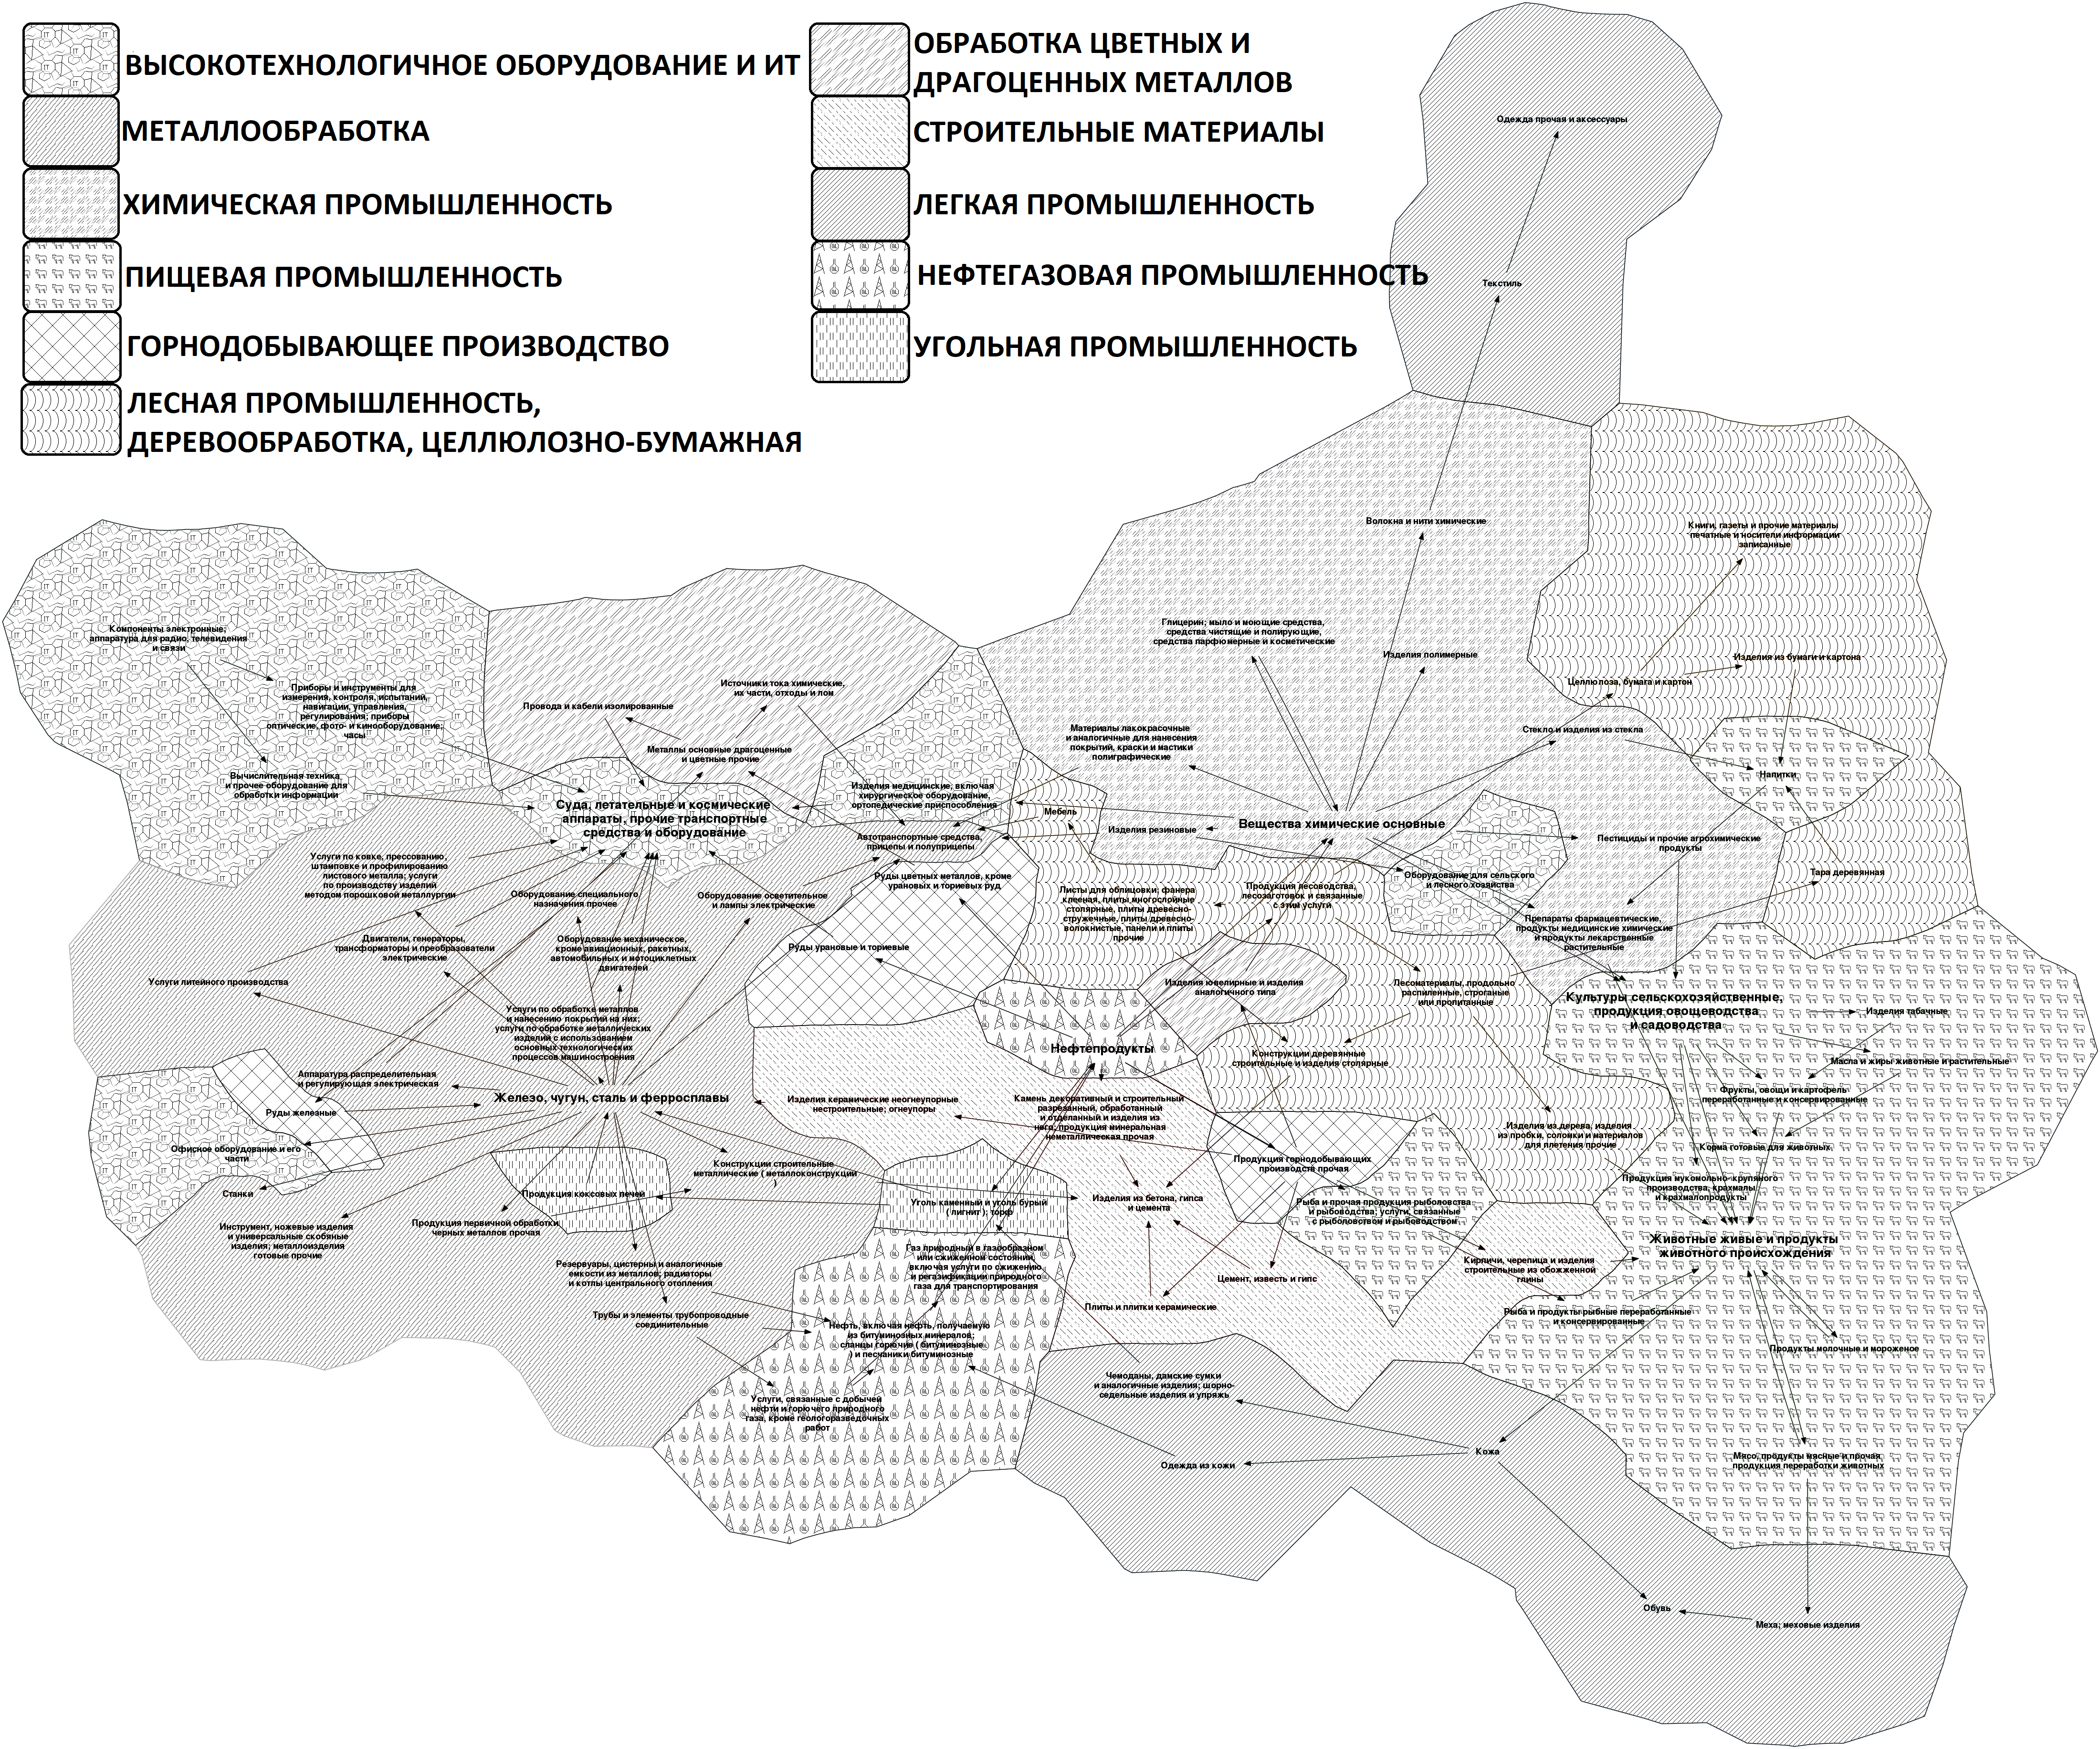 ВЫСОКОТЕХНОЛОГИЧНОЕ ОБОРУДОВАНИЕ И ИТ
МЕТАЛЛООБРАБОТКА
ХИМИЧЕСКАЯ ПРОМЫШЛЕННОСТЬ
ПИЩЕВАЯ ПРОМЫШЛЕННОСТЬ
ГОРНОДОБЫВАЮЩЕЕ ПРОИЗВОДСТВО
ЛЕСНАЯ ПРОМЫШЛЕННОСТЬ,
ДЕРЕВООБРАБОТКА, ЦЕЛЛЮЛОЗНО-БУМАЖНАЯ
ОБРАБОТКА ЦВЕТНЫХ И
ДРАГОЦЕННЫХ МЕТАЛЛОВ
СТРОИТЕЛЬНЫЕ МАТЕРИАЛЫ
ЛЕГКАЯ ПРОМЫШЛЕННОСТЬ
НЕФТЕГАЗОВАЯ ПРОМЫШЛЕННОСТЬ
УГОЛЬНАЯ ПРОМЫШЛЕННОСТЬ
Одежда прочая и аксессуары
Текстиль
Волокна и нити химические
Книги, газеты и прочие материалы
печатные и носители информации
записанные
Глицерин; мыло и моющие средства,
средства чистящие и полирующие,
средства парфюмерные и косметические
Изделия полимерные
Изделия из бумаги и картона
Целлюлоза, бумага и картон
Компоненты электронные;
аппаратура для радио, телевидения
и связи
Приборы и инструменты для
измерения, контроля, испытаний,
навигации, управления,
регулирования; приборы
оптические, фото- и кинооборудование;
часы
Вычислительная техника
и прочее оборудование для
обработки информации
Источники тока химические,
их части, отходы и лом
Провода и кабели изолированные
Металлы основные драгоценные
и цветные прочие
Материалы лакокрасочные
и аналогичные для нанесения
покрытий, краски и мастики
полиграфические
Стекло и изделия из стекла
Напитки
Суда, летательные и космические
аппараты, прочие транспортные
средства и оборудование
Изделия медицинские, включая
хирургическое оборудование,
ортопедические приспособления
Мебель
Изделия резиновые
Вещества химические основные
Автотранспортные средства,
прицепы и полуприцепы
Пестициды и прочие агрохимические
продукты
Услуги по ковке, прессованию,
штамповке и профилированию
листового металла; услуги
по производству изделий
методом порошковой металлургии
Руды цветных металлов, кроме
урановых и ториевых руд
Оборудование для сельского
и лесного хозяйства
Тара деревянная
Оборудование специального
назначения прочее
Оборудование осветительное
и лампы электрические
Листы для облицовки, фанера
клееная, плиты многослойные
столярные, плиты древесно-
стружечные, плиты древесно-
волокнистые, панели и плиты
прочие
Продукция лесоводства,
лесозаготовок и связанные
с этим услуги
Препараты фармацевтические,
продукты медицинские химические
и продукты лекарственные
растительные
Двигатели, генераторы,
трансформаторы и преобразователи
электрические
Оборудование механическое,
кроме авиационных, ракетных,
автомобильных и мотоциклетных
двигателей
Руды урановые и ториевые
Услуги литейного производства
Изделия ювелирные и изделия
аналогичного типа
Лесоматериалы, продольно
распиленные, строганые
или пропитанные
Культуры сельскохозяйственные,
продукция овощеводства
и садоводства
Изделия табачные
Услуги по обработке металлов
и нанесению покрытий на них;
услуги по обработке металлических
изделий с использованием
основных технологических
процессов машиностроения
Нефтепродукты
Конструкции деревянные
строительные и изделия столярные
Масла и жиры животные и растительные
Аппаратура распределительная
и регулирующая электрическая
Железо, чугун, сталь и ферросплавы
Изделия керамические неогнеупорные
нестроительные; огнеупоры
Камень декоративный и строительный
разрезанный, обработанный
и отделанный и изделия из
него; продукция минеральная
неметаллическая прочая
Фрукты, овощи и картофель
переработанные и консервированные
Руды железные
Изделия из дерева, изделия
из пробки, соломки и материалов
для плетения прочие
Корма готовые для животных
Офисное оборудование и его
части
Конструкции строительные
металлические ( металлоконструкций
)
Продукция горнодобывающих
производств прочая
Продукция мукомольно-крупяного
производства, крахмалы
и крахмалопродукты
Станки
Продукция коксовых печей
Уголь каменный и уголь бурый
( лигнит ); торф
Изделия из бетона, гипса
и цемента
Рыба и прочая продукция рыболовства
и рыбоводства; услуги, связанные
с рыболовством и рыбоводством
Инструмент, ножевые изделия
и универсальные скобяные
изделия; металлоизделия
готовые прочие
Продукция первичной обработки
черных металлов прочая
Животные живые и продукты
животного происхождения
Газ природный в газообразном
или сжиженном состоянии,
включая услуги по сжижению
и регазификации природного
газа для транспортирования
Кирпичи, черепица и изделия
строительные из обожженной
глины
Резервуары, цистерны и аналогичные
емкости из металлов; радиаторы
и котлы центрального отопления
Цемент, известь и гипс
Плиты и плитки керамические
Рыба и продукты рыбные переработанные
и консервированные
Трубы и элементы трубопроводные
соединительные
Нефть, включая нефть, получаемую
из битуминозных минералов;
сланцы горючие ( битуминозные
) и песчаники битуминозные
Продукты молочные и мороженое
Чемоданы, дамские сумки
и аналогичные изделия; шорно-
седельные изделия и упряжь
Услуги, связанные с добычей
нефти и горючего природного
газа, кроме геологоразведочных
работ
Кожа
Одежда из кожи
Мясо, продукты мясные и прочая
продукция переработки животных
Обувь
Меха; меховые изделия